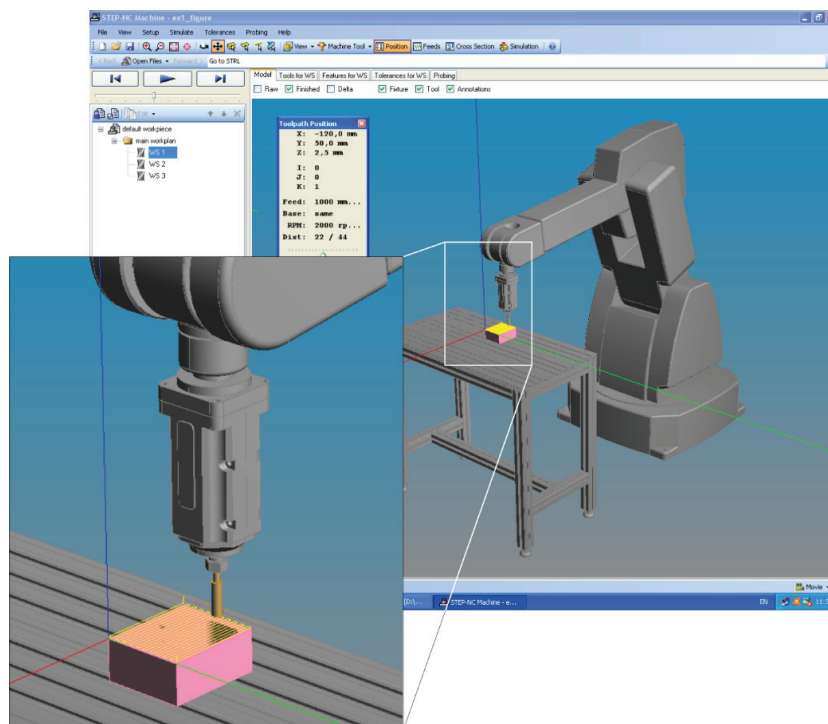 STEP-NC Machine - ex1_figure
File View Setup Simulate Tolerances Probing Help
View Machine Tool Position Feeds Cross Section Simulation
Back Open Files Forward Go to STRL
Model Tools for WS Features for WS Tolerances for WS Probing
Raw Finished Delta Fixture Tool Annotations
default workpiece
main workplan
WS 1
WS 2
WS 3
Toolpath Position
X: -120,0 mm
Y: 50,0 mm
Z: 2,5 mm
I: 0
J: 0
K: 1
Feed: 1000 mm...
Base: same
RPM: 2000 rp...
Dist: 22 / 44
Movie
[D:\... STEP-NC Machine - e... EN